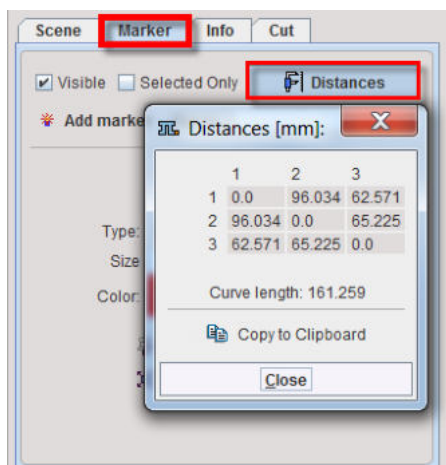 Scene Marker Info Cut
Visible Selected Only Distances
Add marke
Distances [mm]:
1 2 3
1 0.0 96.034 62.571
2 96.034 0.0 65.225
3 62.571 65.225 0.0
Type:
Size
Curve length: 161.259
Color:
Copy to Clipboard
Close